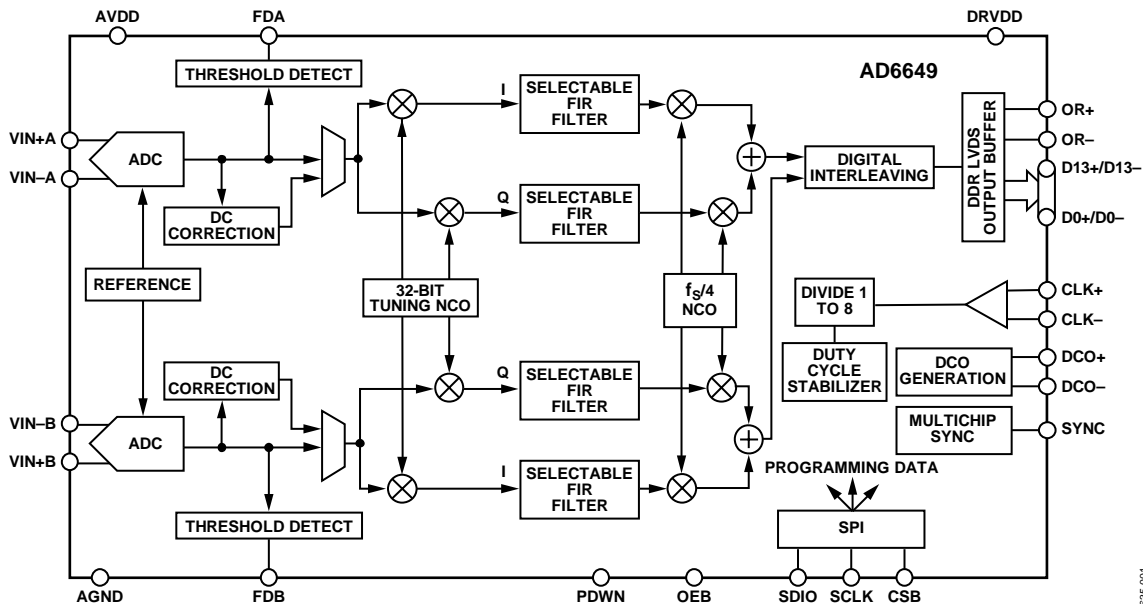 AVDD
FDA
DRVDD
THRESHOLD DETECT
AD6649
VIN+A
VIN–A
ADC
DC
CORRECTION
I
SELECTABLE
FIR
FILTER
Q
SELECTABLE
FIR
FILTER
DIGITAL
INTERLEAVING
DDR LVDS
OUTPUT BUFFER
OR+
OR–
D13+/D13–
D0+/D0–
REFERENCE
32-BIT
TUNING NCO
fS/4
NCO
DIVIDE 1
TO 8
CLK+
CLK–
DUTY
CYCLE
STABILIZER
DCO
GENERATION
DCO+
DCO–
MULTICHIP
SYNC
SYNC
DC
CORRECTION
VIN–B
VIN+B
ADC
Q
SELECTABLE
FIR
FILTER
I
SELECTABLE
FIR
FILTER
THRESHOLD DETECT
PROGRAMMING DATA
SPI
AGND
FDB
PDWN
OEB
SDIO
SCLK
CSB